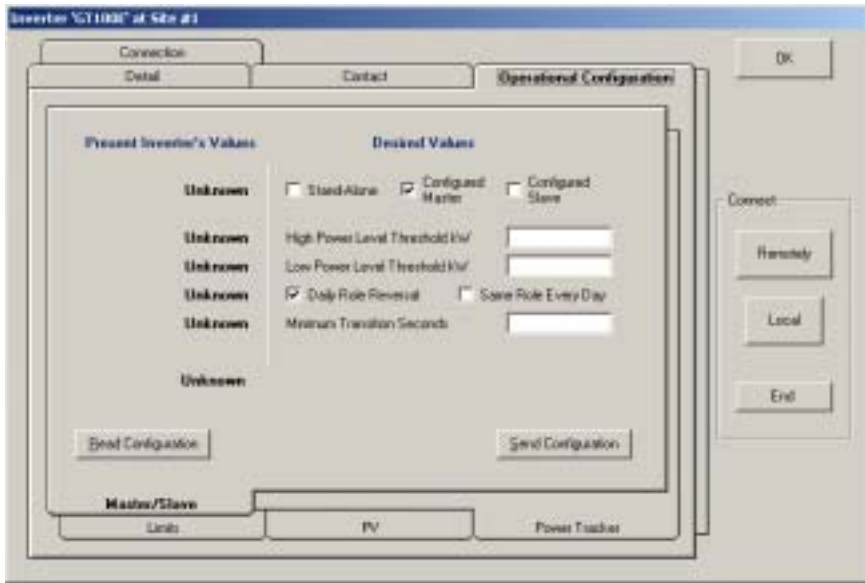 Inverter 'GT100E' at Site #1
Connection
Detail
Contact
Operational Configuration
OK
Present Inverter's Values
Desired Values
Unknown
Stand-Alone
Configured Master
Configured Slave
Unknown
High Power Level Threshold kW
Unknown
Low Power Level Threshold kW
Unknown
Daily Role Reversal
Same Role Every Day
Unknown
Minimum Transition Seconds
Unknown
Read Configuration
Send Configuration
Connect
Remotely
Local
End
Master/Slave
Limits
PV
Power Tracker